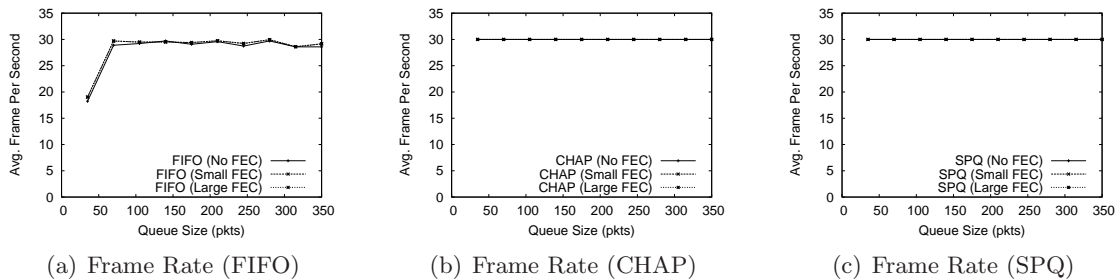 Avg. Frame Per Second
35
30
25
20
15
10
5
0
FIFO (No FEC)
FIFO (Small FEC)
FIFO (Large FEC)
0 50 100 150 200 250 300 350
Queue Size (pkts)
(a) Frame Rate (FIFO)
Avg. Frame Per Second
35
30
25
20
15
10
5
0
CHAP (No FEC)
CHAP (Small FEC)
CHAP (Large FEC)
0 50 100 150 200 250 300 350
Queue Size (pkts)
(b) Frame Rate (CHAP)
Avg. Frame Per Second
35
30
25
20
15
10
5
0
SPQ (No FEC)
SPQ (Small FEC)
SPQ (Large FEC)
0 50 100 150 200 250 300 350
Queue Size (pkts)
(c) Frame Rate (SPQ)